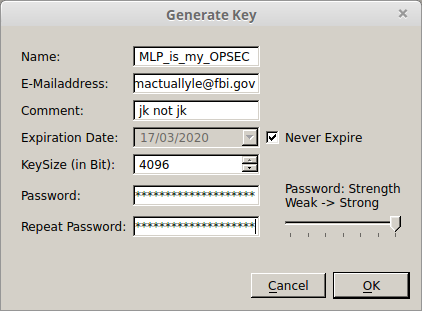 Generate Key
Name: MLP_is_my_OPSEC
E-Mailaddress: mactuallyle@fbi.gov
Comment: jk not jk
Expiration Date: 17/03/2020 Never Expire
KeySize (in Bit): 4096
Password: ********************
Password: Strength
Weak -> Strong
Repeat Password: ********************
Cancel OK